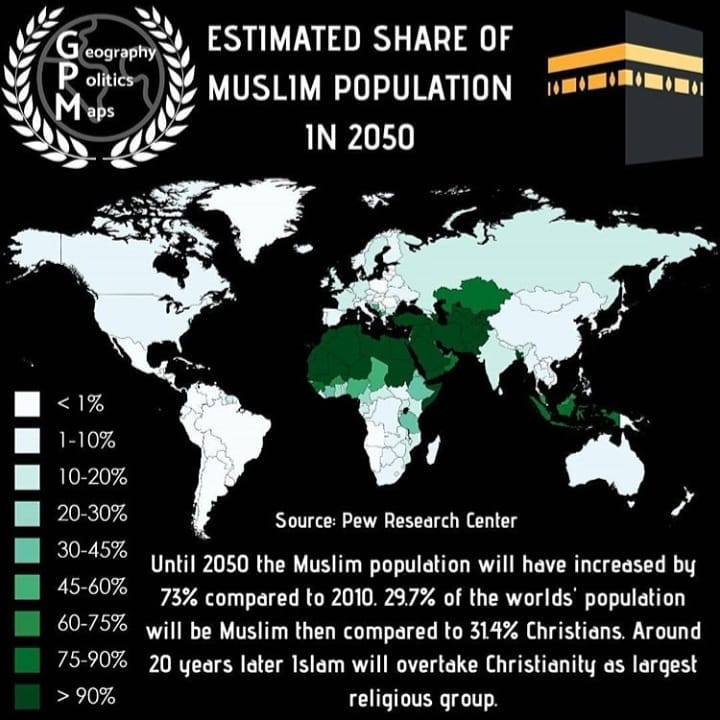 Geography
Politics
Maps
ESTIMATED SHARE OF
MUSLIM POPULATION
IN 2050
< 1%
1-10%
10-20%
20-30%
30-45%
45-60%
60-75%
75-90%
> 90%
Source: Pew Research Center
Until 2050 the Muslim population will have increased by
73% compared to 2010. 29.7% of the worlds' population
will be Muslim then compared to 31.4% Christians. Around
20 years later Islam will overtake Christianity as largest
religious group.